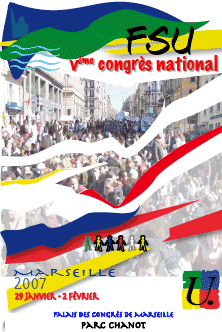 FSU
Vème congrès national
MARSEILLE
2007
29 JANVIER - 2 FÉVRIER
U.
PALAIS DES CONGRÈS DE MARSEILLE
PARC CHANOT